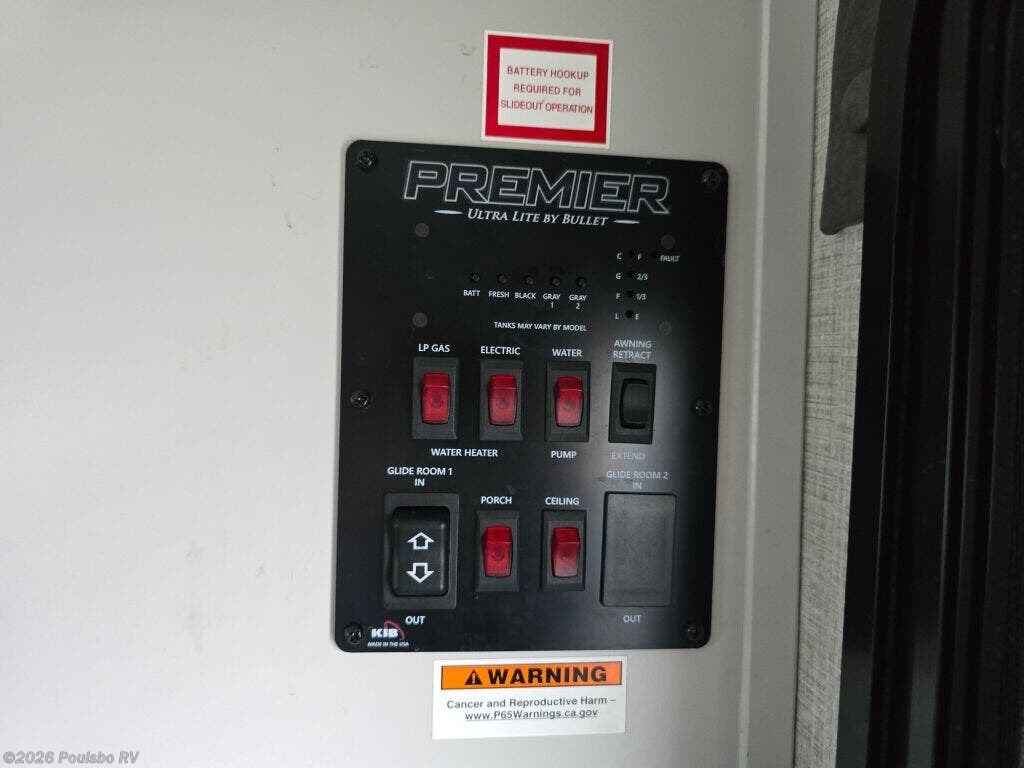 BATTERY HOOKUP
REQUIRED FOR
SLIDEOUT OPERATION
PREMIER
ULTRA LITE BY BULLET
C F FAULT
G 2/3
F 1/3
L E
BATT FRESH BLACK GRAY 1 GRAY 2
TANKS MAY VARY BY MODEL
LP GAS ELECTRIC WATER AWNING RETRACT
WATER HEATER PUMP EXTEND
GLIDE ROOM 1 GLIDE ROOM 2
IN IN
PORCH CEILING
OUT OUT
KIB
MADE IN THE USA
WARNING
Cancer and Reproductive Harm –
www.P65Warnings.ca.gov
©2026 Poulsbo RV